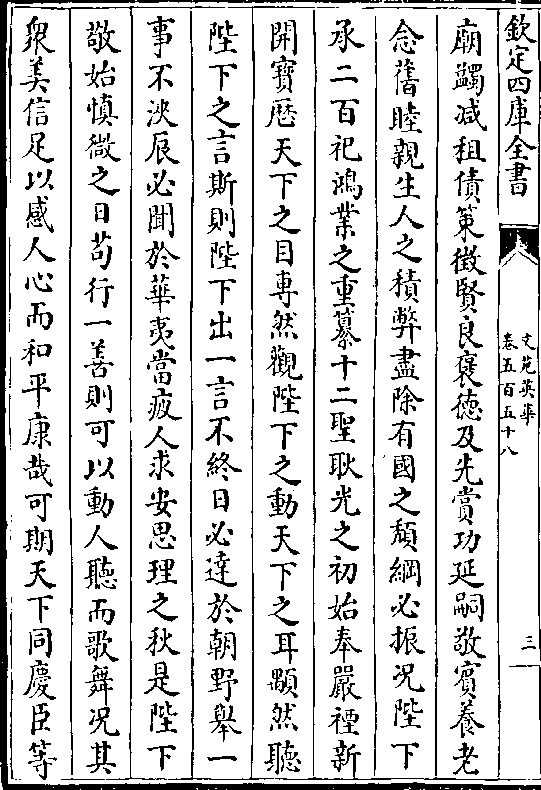 欽定四庫全書
文苑英華
卷五百五十八
三
廟蠲減租債策徵賢良褒德及先賞功延嗣敬賓養老
念舊睦親生人之積弊盡除有國之頽綱必振况陛下
承二百祀鴻業之重纂十二聖耿光之初始奉嚴禋新
開寶歴天下之目專然觀陛下之動天下之耳顒然聽
陛下之言斯則陛下出一言不終日必達於朝野舉一
事不浹辰必聞於華夷當疲人求安思理之秋是陛下
敬始慎微之日苟行一善則可以動人聽而歌舞况其
衆美信足以感人心而和平康哉可期天下同慶臣等